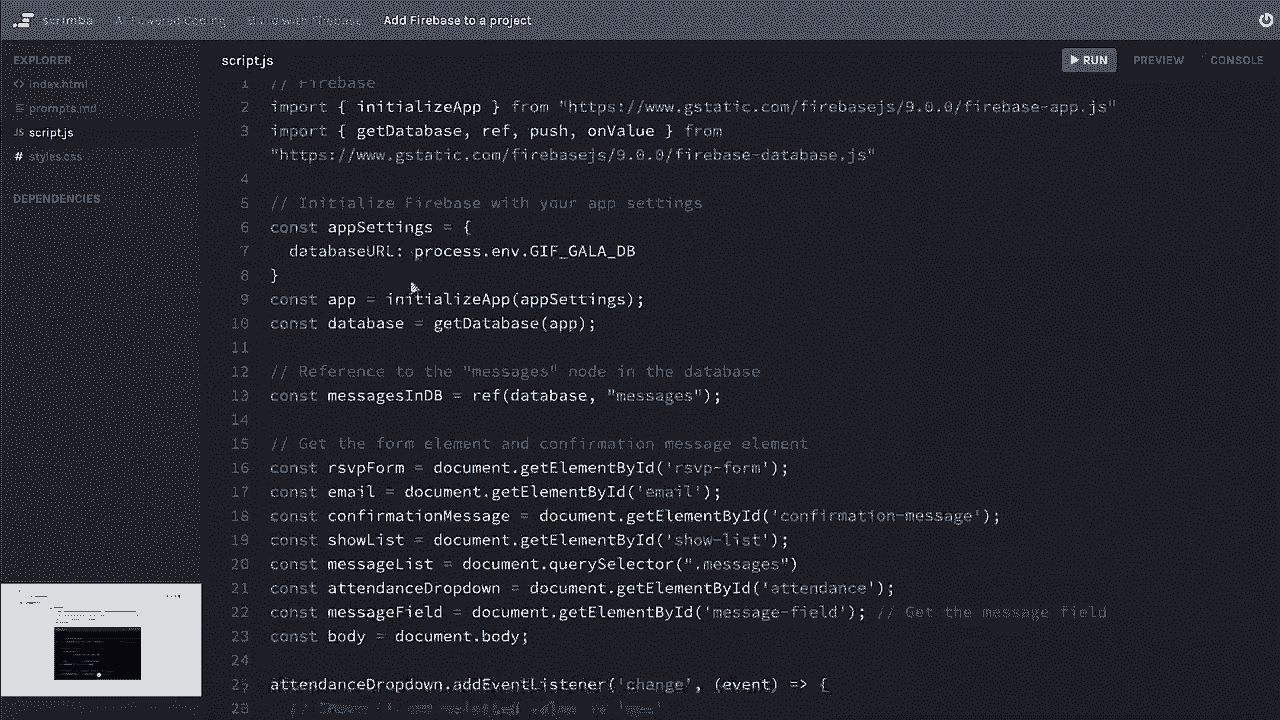 scrimba AI-Powered Coding Build with Firebase Add Firebase to a project
EXPLORER
index.html
prompts.md
JS script.js
# styles.css
DEPENDENCIES
script.js
RUN PREVIEW CONSOLE
1 // Firebase
2 import { initializeApp } from "https://www.gstatic.com/firebasejs/9.0.0/firebase-app.js"
3 import { getDatabase, ref, push, onValue } from
"https://www.gstatic.com/firebasejs/9.0.0/firebase-database.js"
4
5 // Initialize Firebase with your app settings
6 const appSettings = {
7 databaseURL: process.env.GIF_GALA_DB
8 }
9 const app = initializeApp(appSettings);
10 const database = getDatabase(app);
11
12 // Reference to the "messages" node in the database
13 const messagesInDB = ref(database, "messages");
14
15 // Get the form element and confirmation message element
16 const rsvpForm = document.getElementById('rsvp-form');
17 const email = document.getElementById('email');
18 const confirmationMessage = document.getElementById('confirmation-message');
19 const showList = document.getElementById('show-list');
20 const messageList = document.querySelector(".messages")
21 const attendanceDropdown = document.getElementById('attendance');
22 const messageField = document.getElementById('message-field'); // Get the message field
23 const body = document.body;
24
25 attendanceDropdown.addEventListener('change', (event) => {